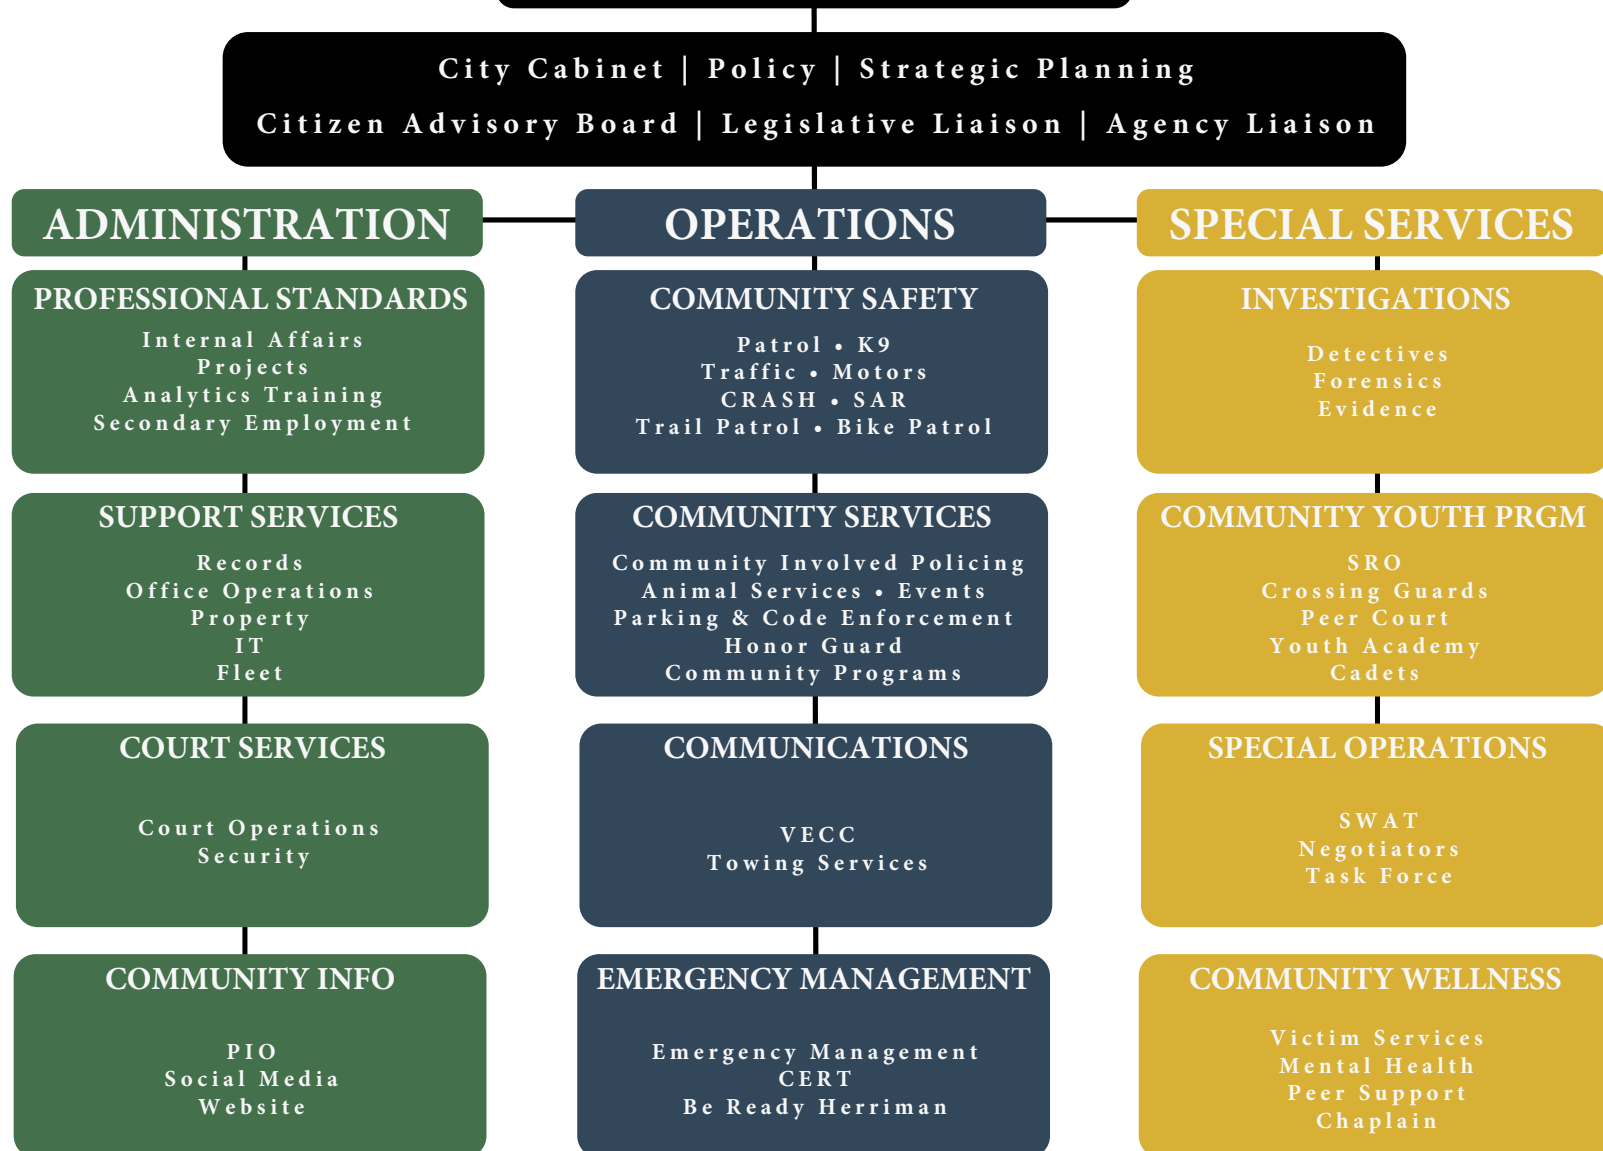 City Cabinet | Policy | Strategic Planning
Citizen Advisory Board | Legislative Liaison | Agency Liaison
ADMINISTRATION
PROFESSIONAL STANDARDS
Internal Affairs
Projects
Analytics Training
Secondary Employment
SUPPORT SERVICES
Records
Office Operations
Property
IT
Fleet
COURT SERVICES
Court Operations
Security
COMMUNITY INFO
PIO
Social Media
Website
OPERATIONS
COMMUNITY SAFETY
Patrol • K9
Traffic • Motors
CRASH • SAR
Trail Patrol • Bike Patrol
COMMUNITY SERVICES
Community Involved Policing
Animal Services • Events
Parking & Code Enforcement
Honor Guard
Community Programs
COMMUNICATIONS
VECC
Towing Services
EMERGENCY MANAGEMENT
Emergency Management
CERT
Be Ready Herriman
SPECIAL SERVICES
INVESTIGATIONS
Detectives
Forensics
Evidence
COMMUNITY YOUTH PRGM
SRO
Crossing Guards
Peer Court
Youth Academy
Cadets
SPECIAL OPERATIONS
SWAT
Negotiators
Task Force
COMMUNITY WELLNESS
Victim Services
Mental Health
Peer Support
Chaplain